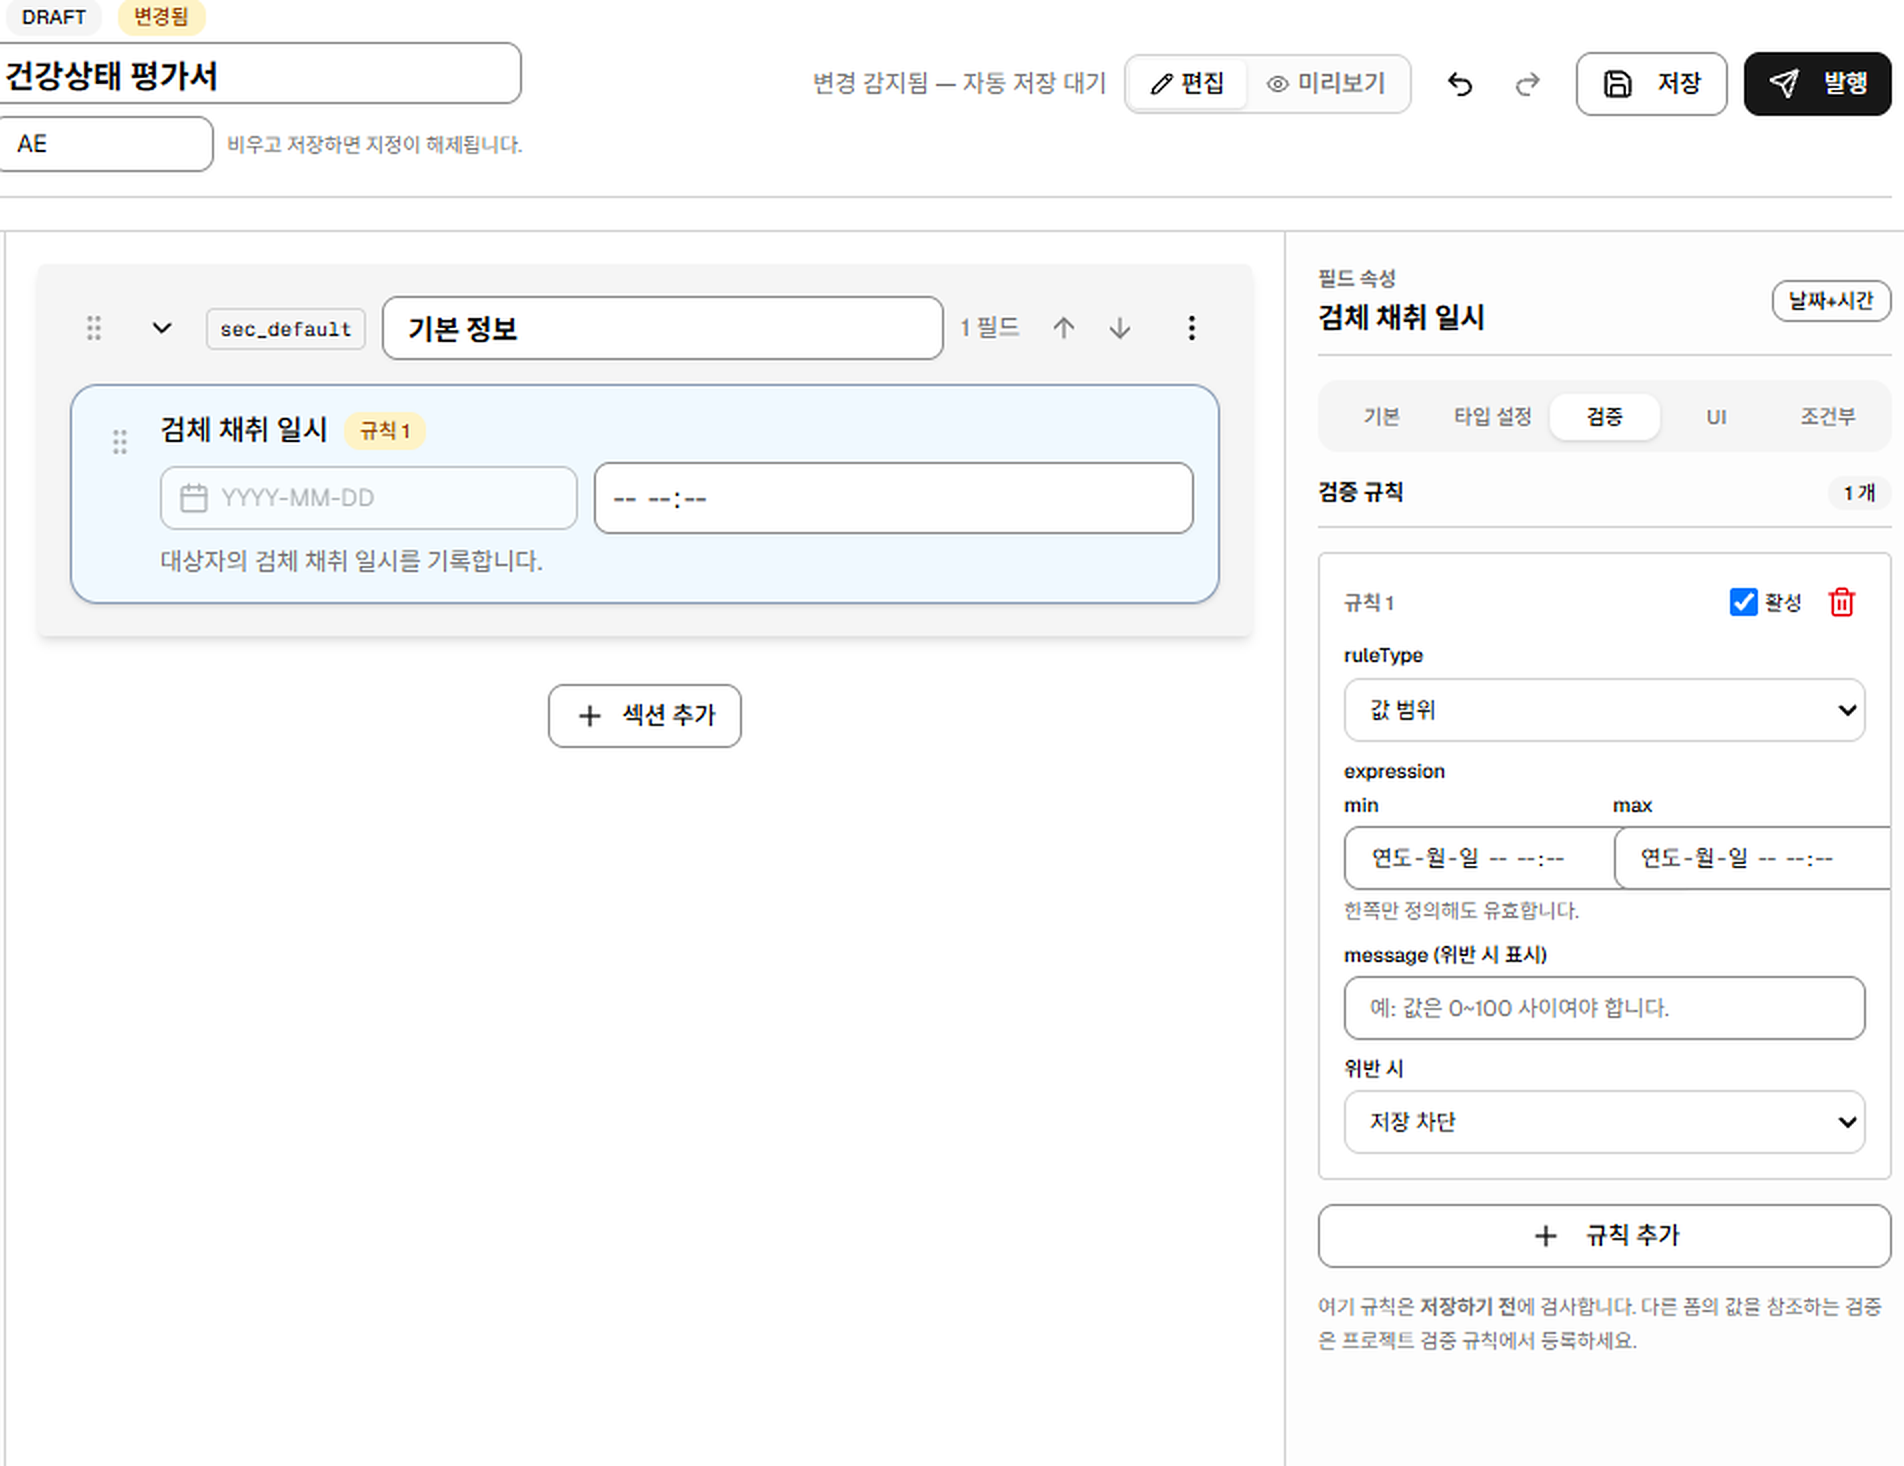 DRAFT 변경됨
건강상태 평가서
변경 감지됨 — 자동 저장 대기 편집 미리보기 저장 발행
AE 비우고 저장하면 지정이 해제됩니다.
sec_default 기본 정보 1 필드
검체 채취 일시 규칙 1
YYYY-MM-DD -- --:--
대상자의 검체 채취 일시를 기록합니다.
섹션 추가
필드 속성
검체 채취 일시 날짜+시간
기본 타입 설정 검증 UI 조건부
검증 규칙 1 개
규칙 1 활성
ruleType
값 범위
expression
min max
연도-월-일 -- --:-- 연도-월-일 -- --:--
한쪽만 정의해도 유효합니다.
message (위반 시 표시)
예: 값은 0~100 사이여야 합니다.
위반 시
저장 차단
규칙 추가
여기 규칙은 저장하기 전에 검사합니다. 다른 폼의 값을 참조하는 검증
은 프로젝트 검증 규칙에서 등록하세요.